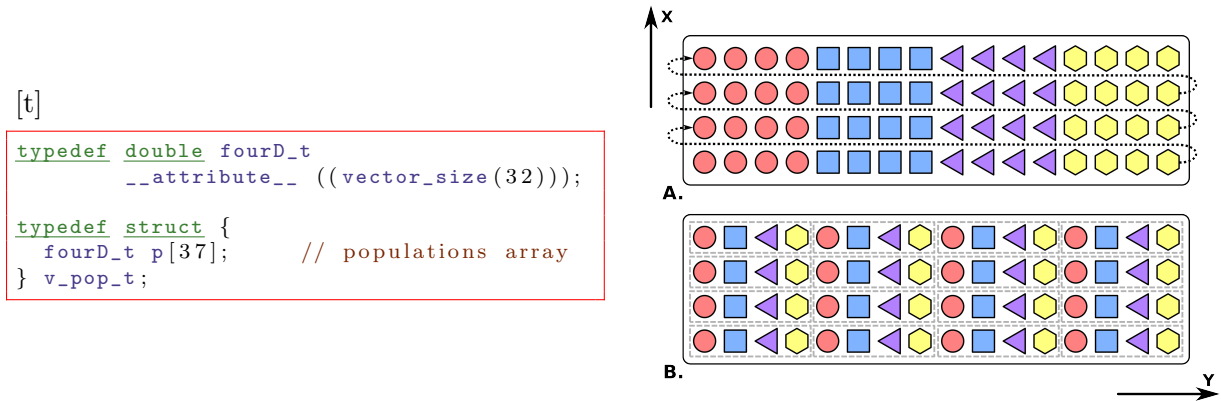 [t]
typedef double fourD_t
__attribute__ ((vector_size(32)));
typedef struct {
fourD_t p[37]; // populations array
} v_pop_t;
X
A.
B.
Y